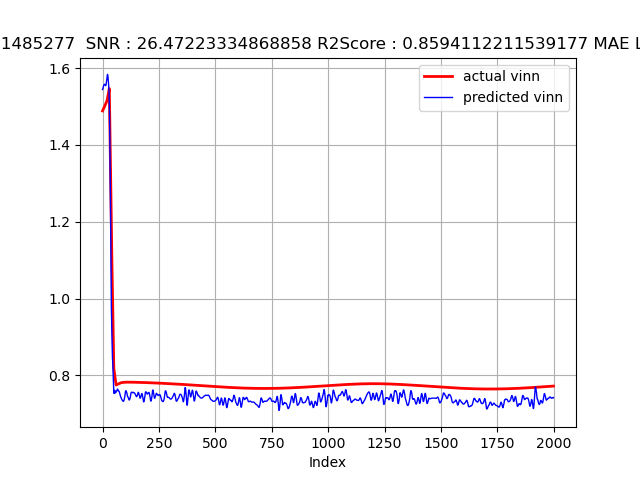 1485277 SNR : 26.47223334868858 R2Score : 0.8594112211539177 MAE L
1.6
1.4
1.2
1.0
0.8
actual vinn
predicted vinn
0 250 500 750 1000 1250 1500 1750 2000
Index